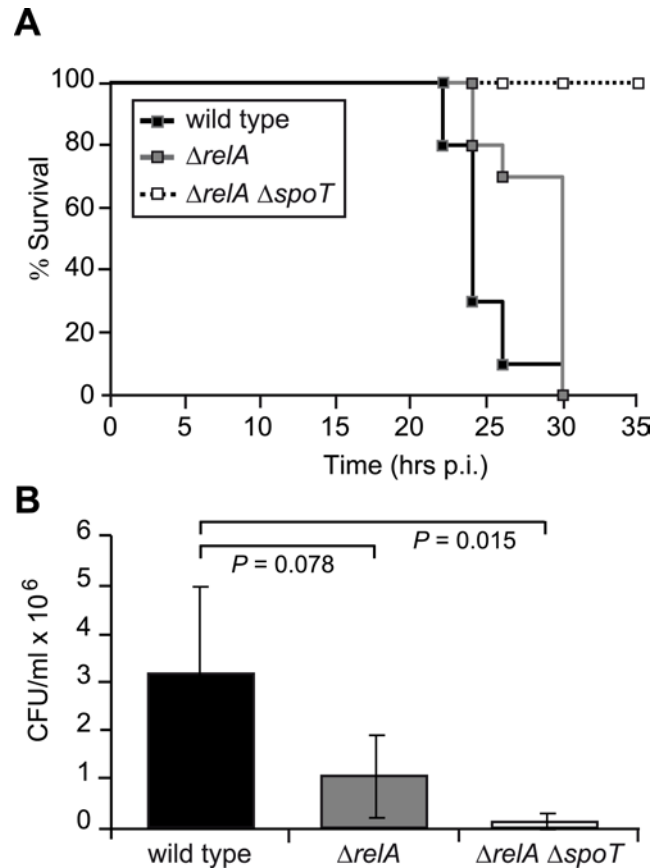 A
100
80
60
40
20
0
% Survival
wild type
ΔrelA
ΔrelA ΔspoT
0 5 10 15 20 25 30 35
Time (hrs p.i.)
B
6
5
4
3
2
1
0
CFU/ml x 10⁶
P = 0.015
P = 0.078
wild type ΔrelA ΔrelA ΔspoT